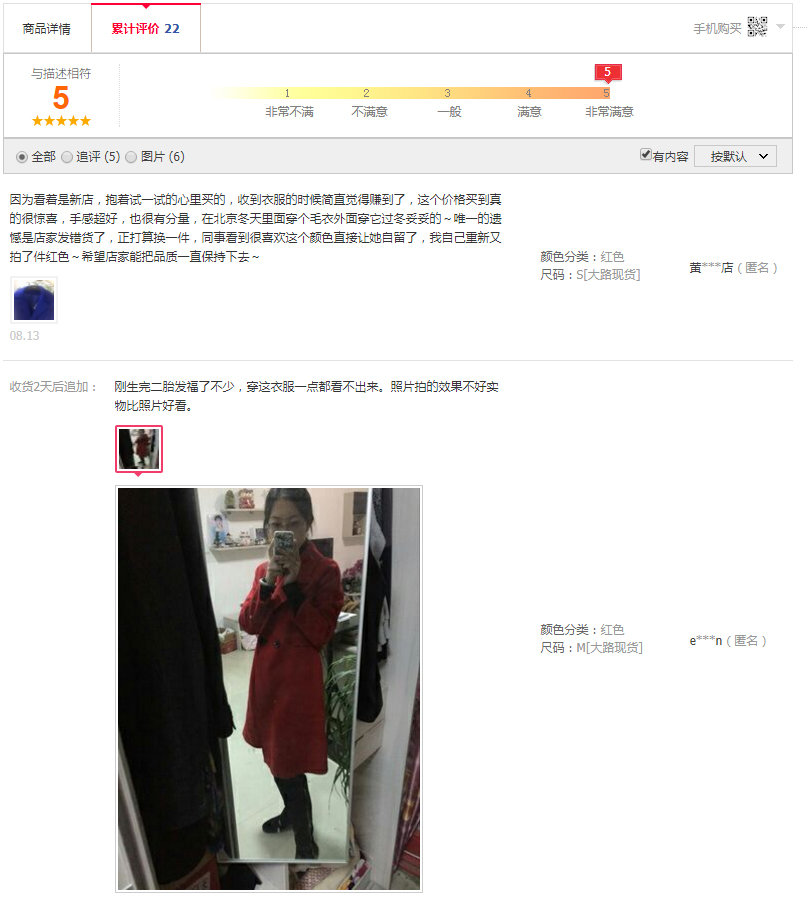 商品详情
累计评价 22
手机购买
与描述相符
5
5
1
2
3
4
5
非常不满
不满意
一般
满意
非常满意
全部 追评 (5) 图片 (6)
有内容
按默认
因为看着是新店，抱着试一试的心里买的，收到衣服的时候简直觉得赚到了，这个价格买到真
的很惊喜，手感超好，也很有分量，在北京冬天里面穿个毛衣外面穿它过冬妥妥的～唯一的遗
憾是店家发错货了，正打算换一件，同事看到很喜欢这个颜色直接让她自留了，我自己重新又
拍了件红色～希望店家能把品质一直保持下去～
08.13
颜色分类：红色
尺码：S[大路现货]
黄***店（匿名）
收货2天后追加：
刚生完二胎发福了不少，穿这衣服一点都看不出来。照片拍的效果不好实
物比照片好看。
颜色分类：红色
尺码：M[大路现货]
e***n（匿名）